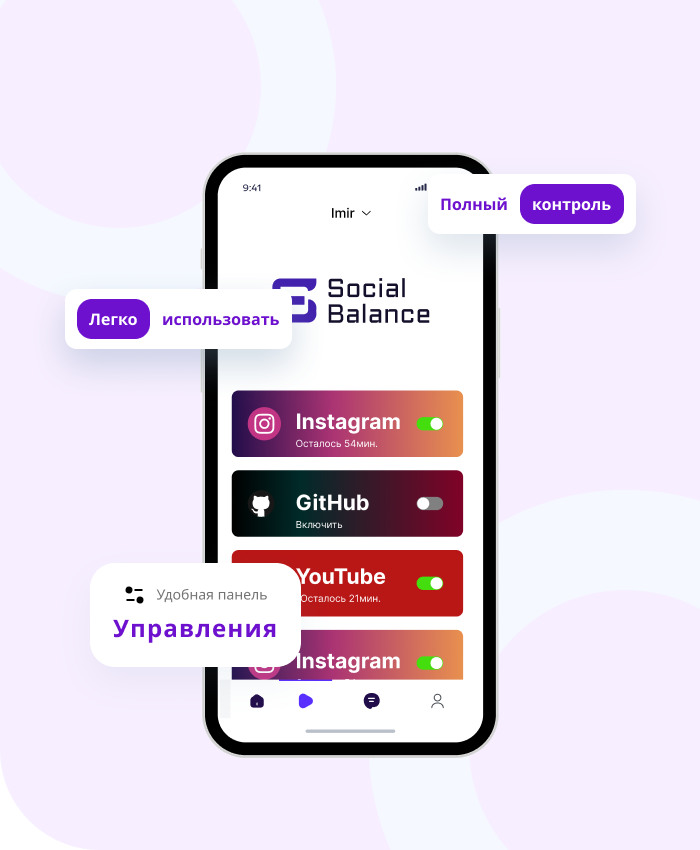 9:41
Imir
Полный контроль
Social
Balance
Легко использовать
Instagram
Осталось 54мин.
GitHub
Включить
YouTube
Осталось 21мин.
Удобная панель
Управления
Instagram